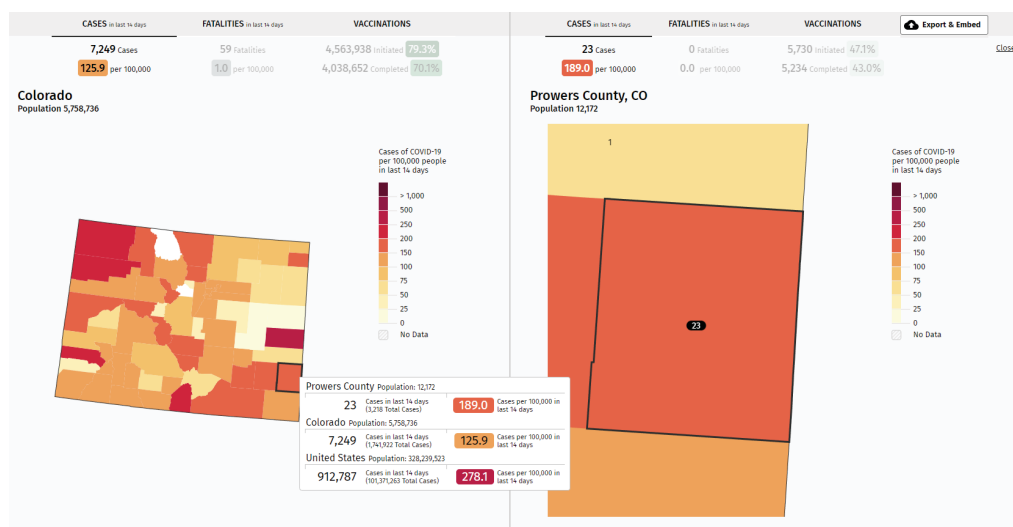 CASES in last 14 days FATALITIES in last 14 days VACCINATIONS
7,249 Cases 59 Fatalities 4,563,938 Initiated 79.3%
125.9 per 100,000 1.0 per 100,000 4,038,652 Completed 70.1%
Colorado
Population 5,758,736
Cases of COVID-19
per 100,000 people
in last 14 days
> 1,000
500
250
200
150
100
75
50
25
0
No Data
CASES in last 14 days FATALITIES in last 14 days VACCINATIONS Export & Embed
23 Cases 0 Fatalities 5,730 Initiated 47.1% Close
189.0 per 100,000 0.0 per 100,000 5,234 Completed 43.0%
Prowers County, CO
Population 12,172
1
23
Cases of COVID-19
per 100,000 people
in last 14 days
> 1,000
500
250
200
150
100
75
50
25
0
No Data
Prowers County Population: 12,172
23 Cases in last 14 days 189.0 Cases per 100,000 in
(3,218 Total Cases) last 14 days
Colorado Population: 5,758,736
7,249 Cases in last 14 days 125.9 Cases per 100,000 in
(1,741,922 Total Cases) last 14 days
United States Population: 328,239,523
912,787 Cases in last 14 days 278.1 Cases per 100,000 in
(101,371,263 Total Cases) last 14 days